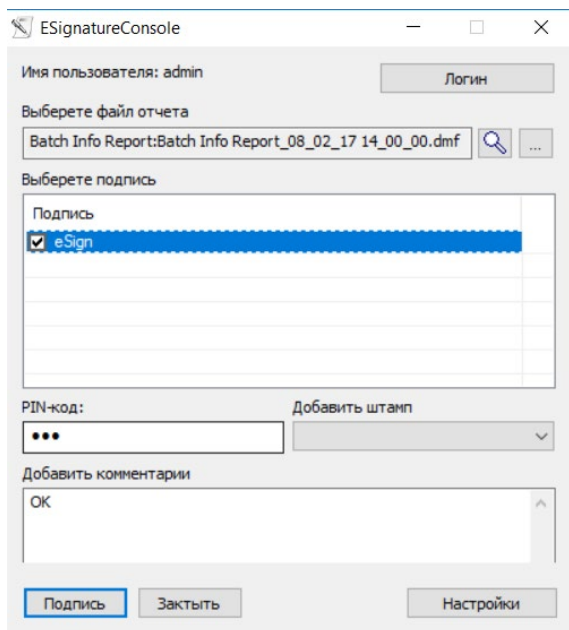 ESignatureConsole
Имя пользователя: admin
Логин
Выберете файл отчета
Batch Info Report:Batch Info Report_08_02_17 14_00_00.dmf
...
Выберете подпись
Подпись
eSign
PIN-код:
Добавить штамп
•••
Добавить комментарии
OK
Подпись
Зактыть
Настройки